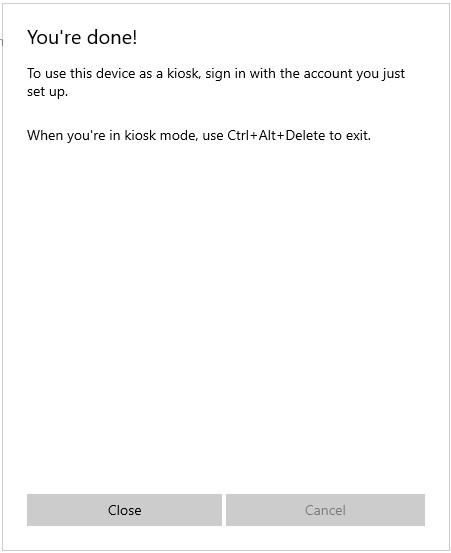 You're done!
To use this device as a kiosk, sign in with the account you just
set up.
When you're in kiosk mode, use Ctrl+Alt+Delete to exit.
Close
Cancel